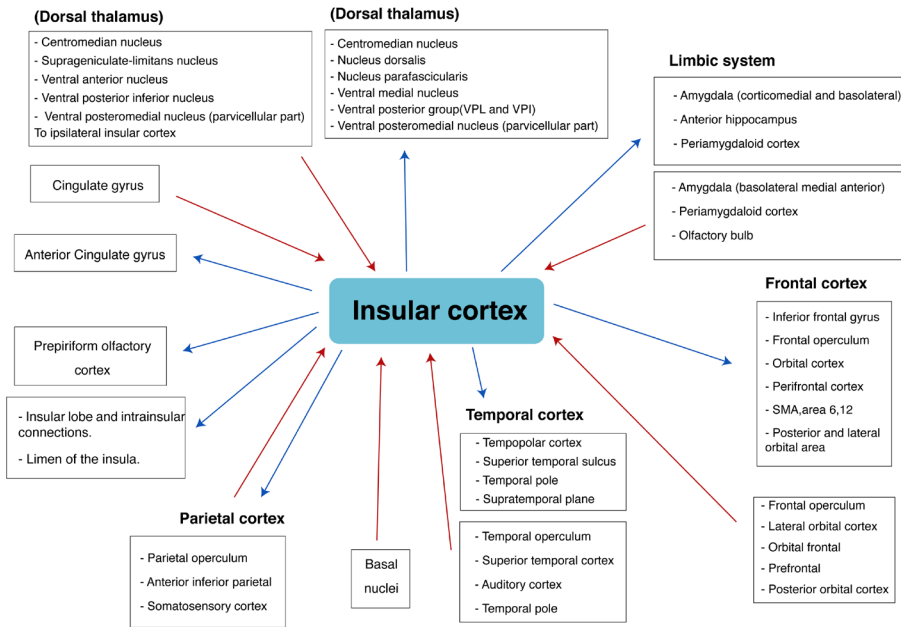 (Dorsal thalamus)
- Centromedian nucleus
- Suprageniculate-limitans nucleus
- Ventral anterior nucleus
- Ventral posterior inferior nucleus
- Ventral posteromedial nucleus (parvicellular part)
To ipsilateral insular cortex
(Dorsal thalamus)
- Centromedian nucleus
- Nucleus dorsalis
- Nucleus parafascicularis
- Ventral medial nucleus
- Ventral posterior group(VPL and VPI)
- Ventral posteromedial nucleus (parvicellular part)
Limbic system
- Amygdala (corticomedial and basolateral)
- Anterior hippocampus
- Periamygdaloid cortex
- Amygdala (basolateral medial anterior)
- Periamygdaloid cortex
- Olfactory bulb
Cingulate gyrus
Anterior Cingulate gyrus
Insular cortex
Frontal cortex
- Inferior frontal gyrus
- Frontal operculum
- Orbital cortex
- Perifrontal cortex
- SMA,area 6,12
- Posterior and lateral
orbital area
Prepiriform olfactory
cortex
- Insular lobe and intrainsular
connections.
- Limen of the insula.
Temporal cortex
- Tempopolar cortex
- Superior temporal sulcus
- Temporal pole
- Supratemporal plane
Parietal cortex
- Parietal operculum
- Anterior inferior parietal
- Somatosensory cortex
Basal
nuclei
- Temporal operculum
- Superior temporal cortex
- Auditory cortex
- Temporal pole
- Frontal operculum
- Lateral orbital cortex
- Orbital frontal
- Prefrontal
- Posterior orbital cortex